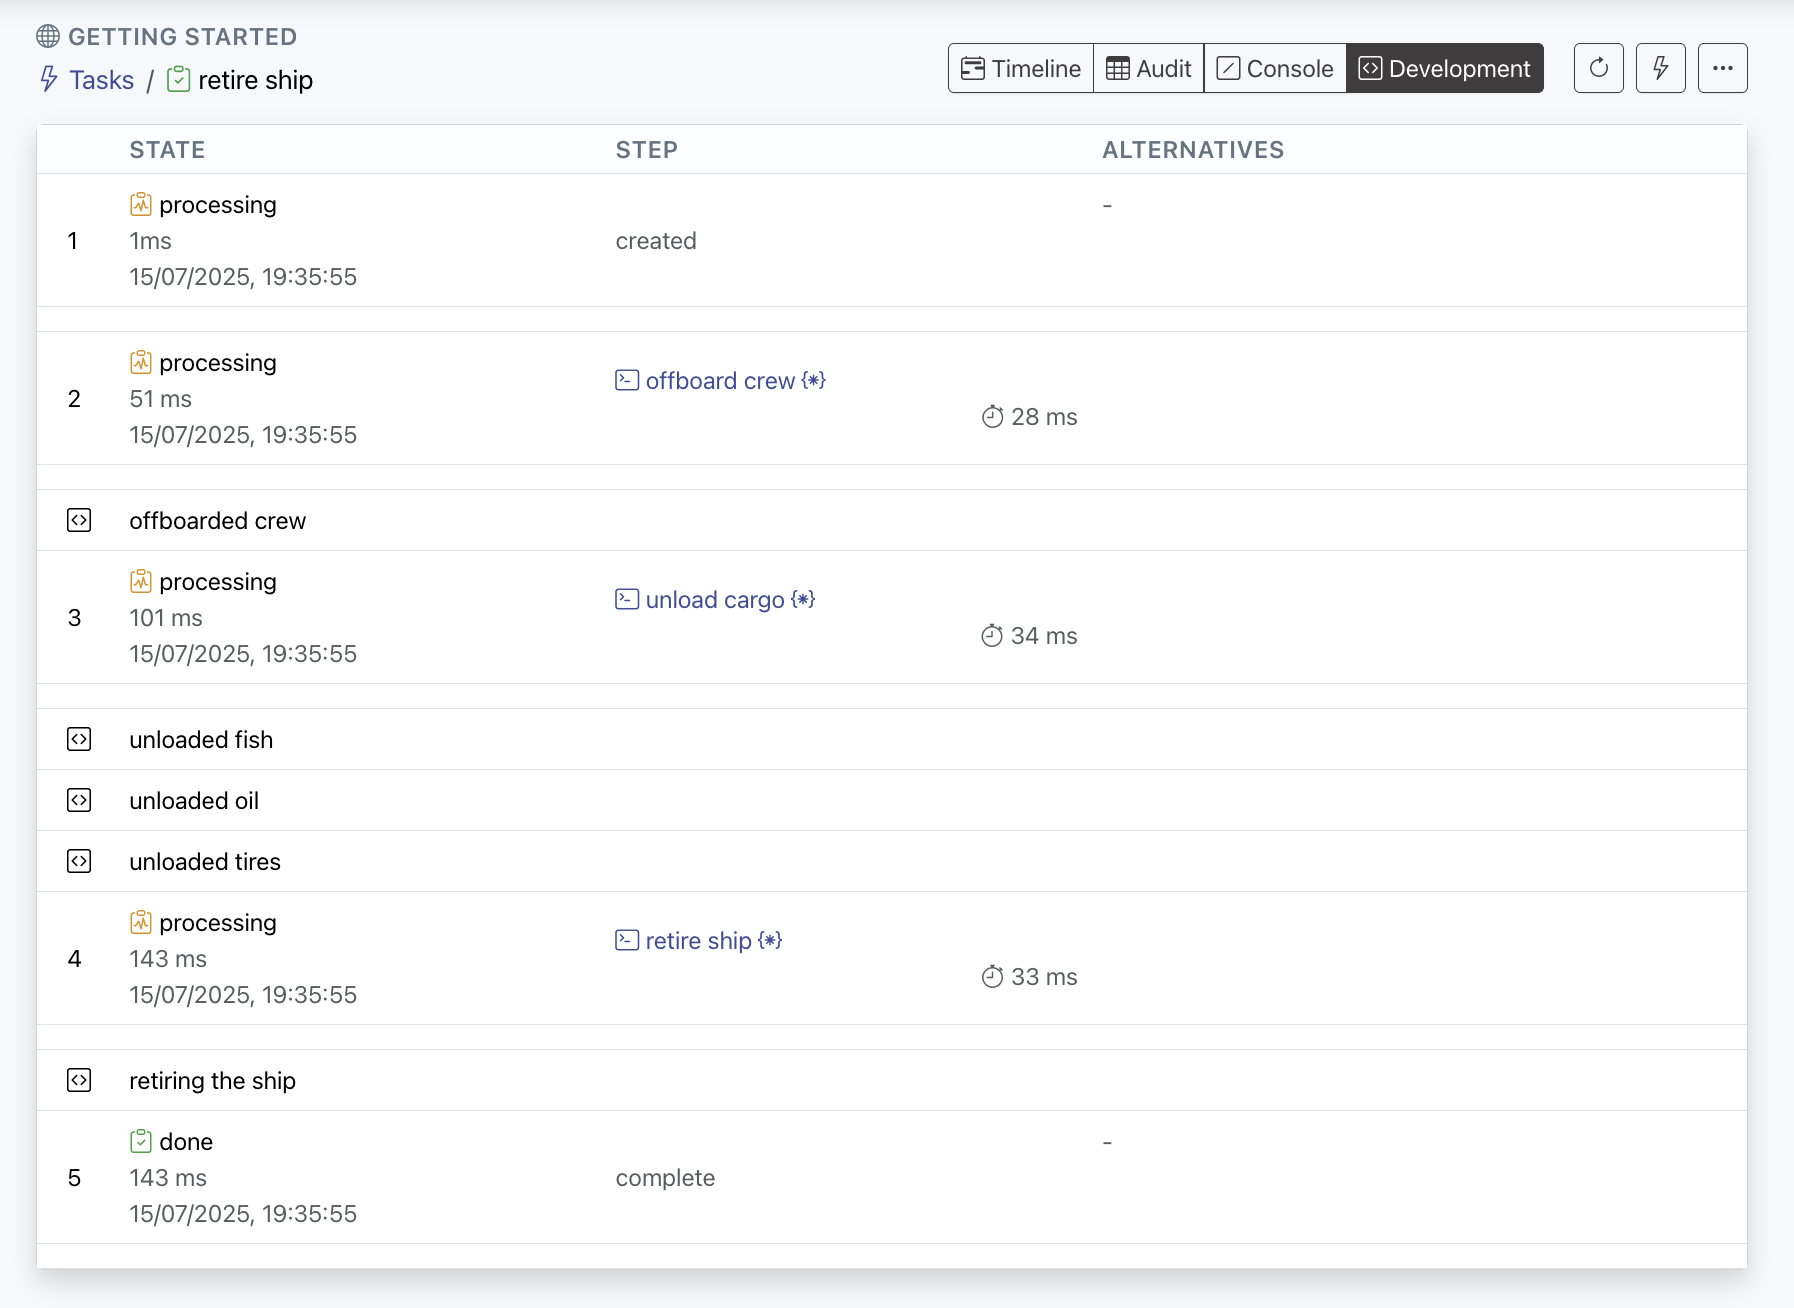 GETTING STARTED
Tasks / retire ship
Timeline Audit Console Development
STATE STEP ALTERNATIVES
processing
-
1
1ms
created
15/07/2025, 19:35:55
processing
offboard crew {*}
2
51 ms
28 ms
15/07/2025, 19:35:55
offboarded crew
processing
unload cargo {*}
3
101 ms
34 ms
15/07/2025, 19:35:55
unloaded fish
unloaded oil
unloaded tires
processing
retire ship {*}
4
143 ms
33 ms
15/07/2025, 19:35:55
retiring the ship
done
-
5
143 ms
complete
15/07/2025, 19:35:55